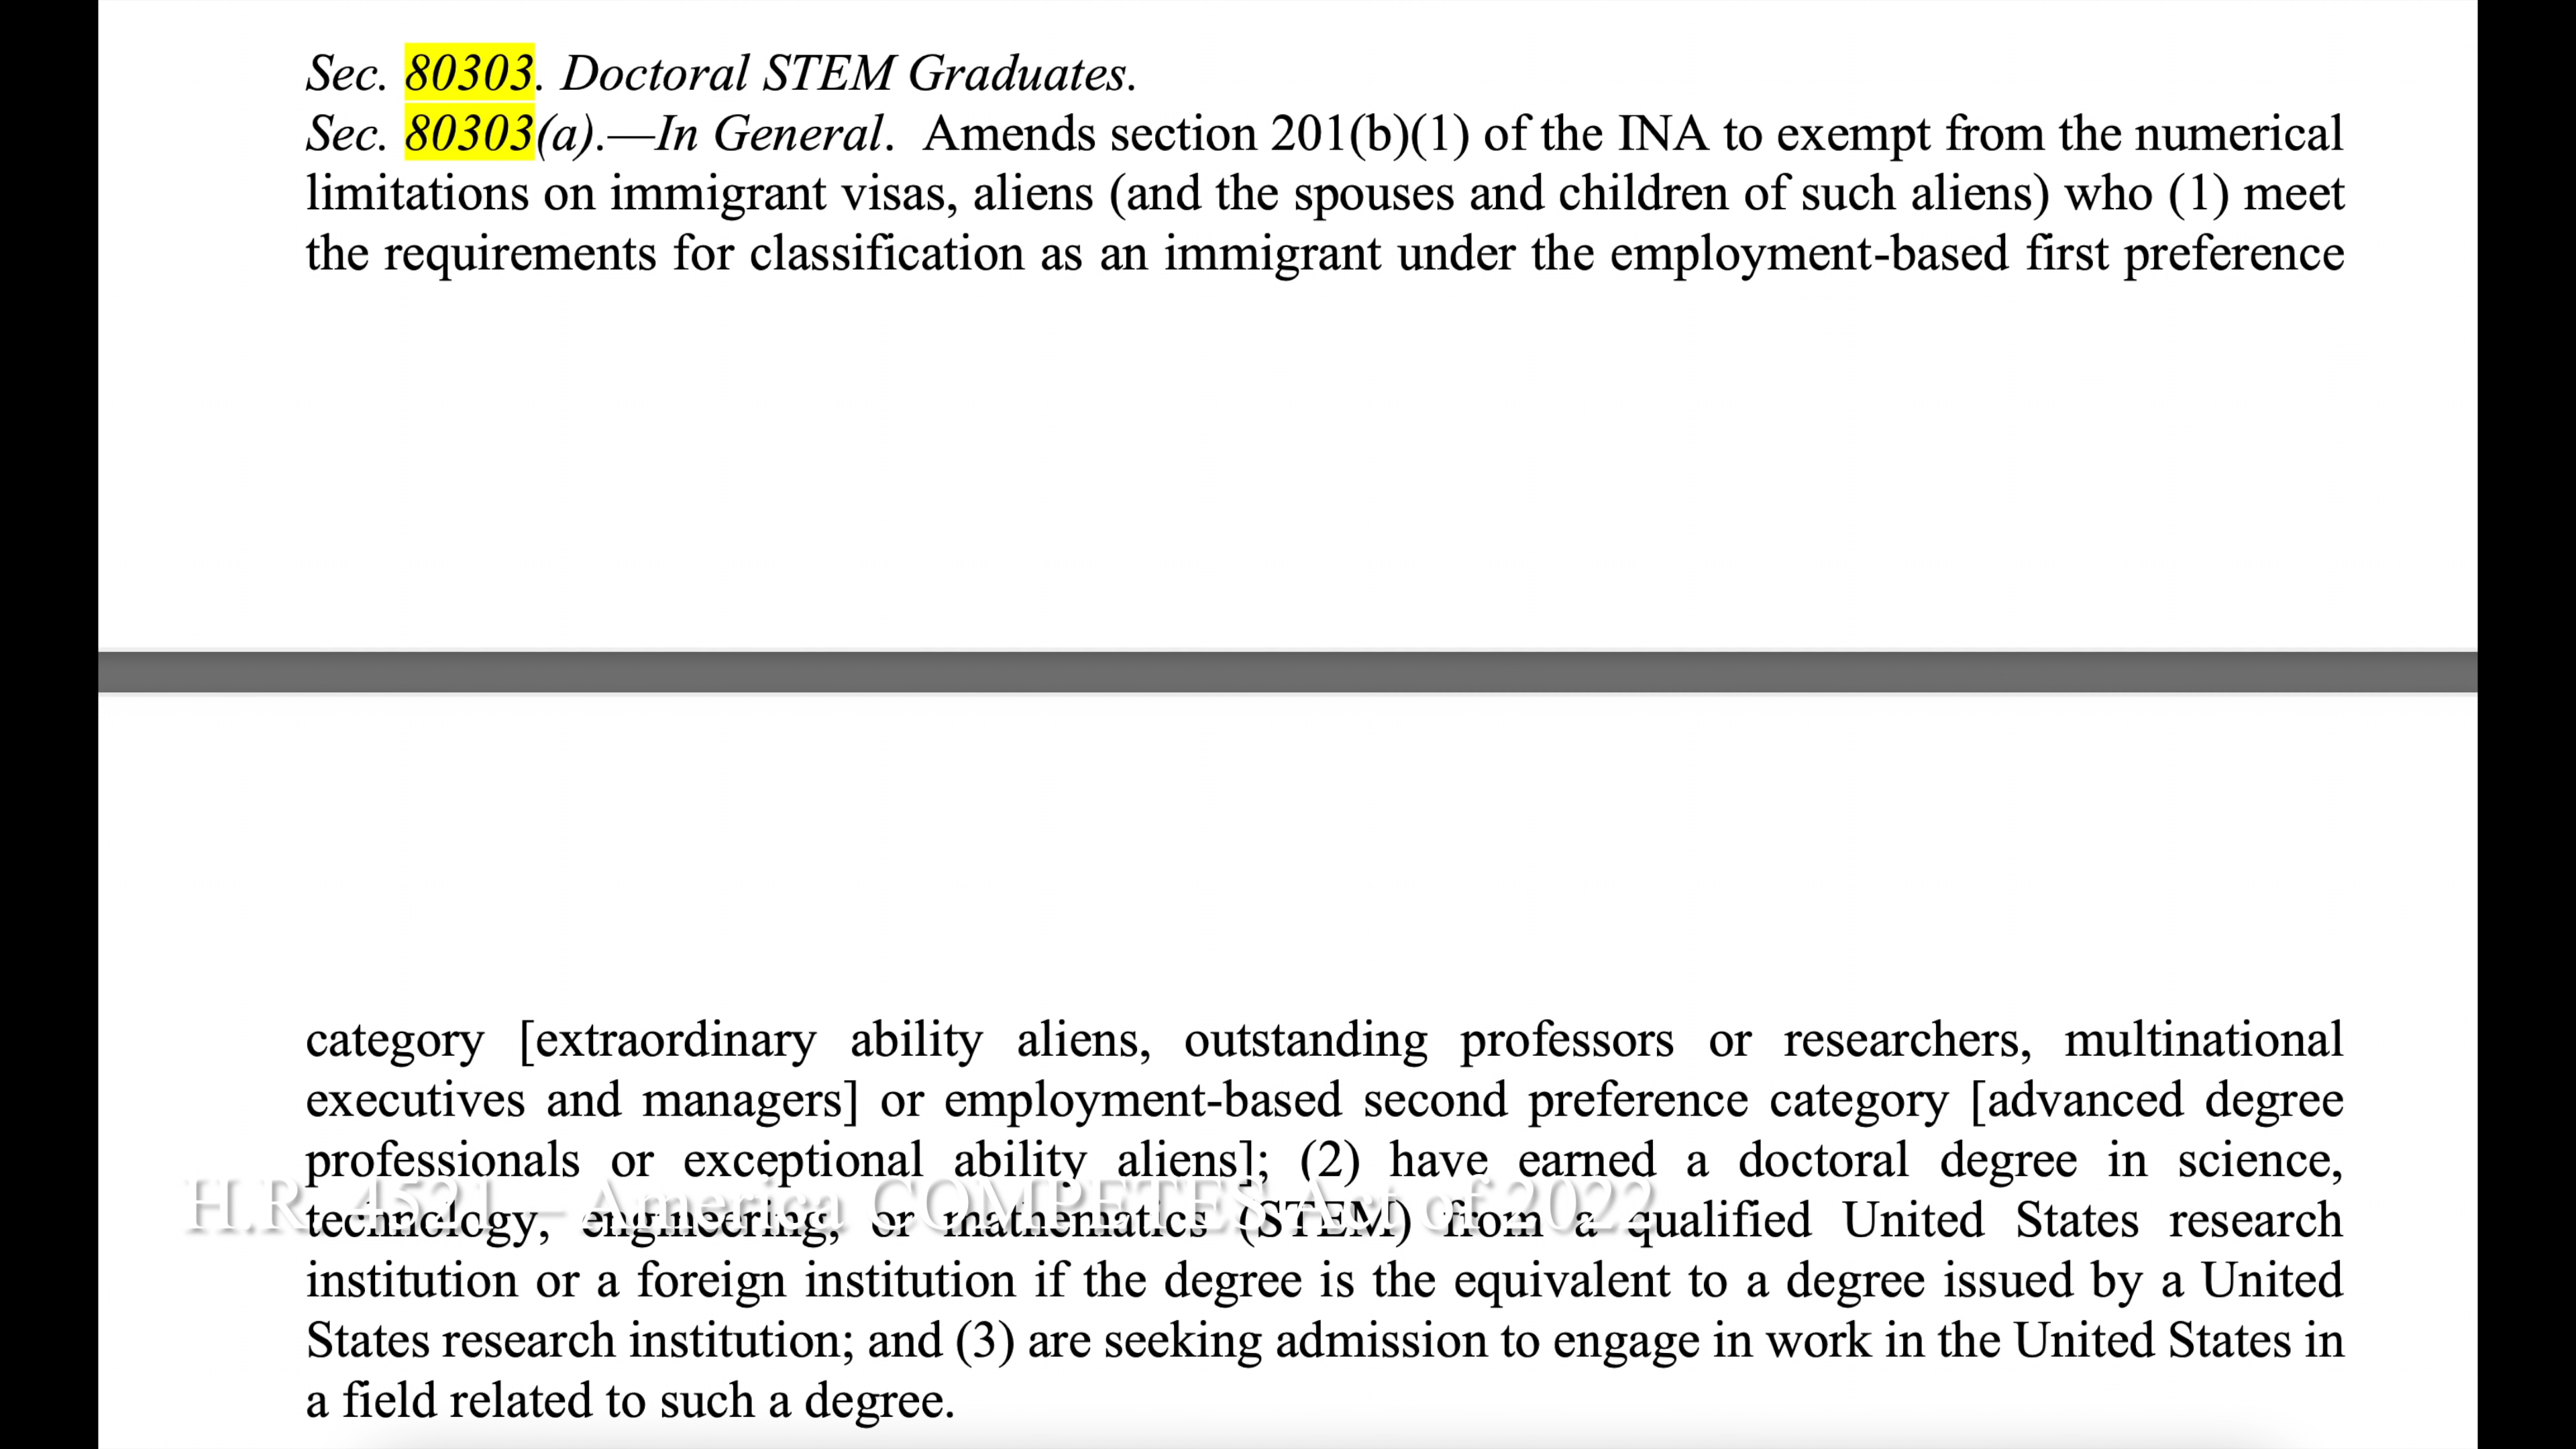 Sec. 80303. Doctoral STEM Graduates.
Sec. 80303(a).—In General. Amends section 201(b)(1) of the INA to exempt from the numerical
limitations on immigrant visas, aliens (and the spouses and children of such aliens) who (1) meet
the requirements for classification as an immigrant under the employment-based first preference
category [extraordinary ability aliens, outstanding professors or researchers, multinational
executives and managers] or employment-based second preference category [advanced degree
professionals or exceptional ability aliens]; (2) have earned a doctoral degree in science,
H.R. 4521 – America COMPETES Act of 2022
technology, engineering, or mathematics (STEM) from a qualified United States research
institution or a foreign institution if the degree is the equivalent to a degree issued by a United
States research institution; and (3) are seeking admission to engage in work in the United States in
a field related to such a degree.